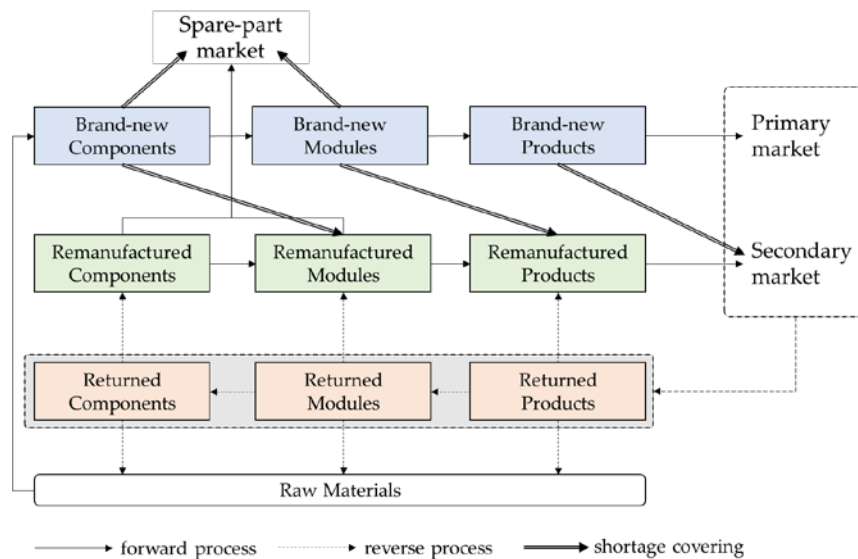 Spare-part
market
Brand-new
Components
Brand-new
Modules
Brand-new
Products
Primary
market
Remanufactured
Components
Remanufactured
Modules
Remanufactured
Products
Secondary
market
Returned
Components
Returned
Modules
Returned
Products
Raw Materials
forward process
reverse process
shortage covering